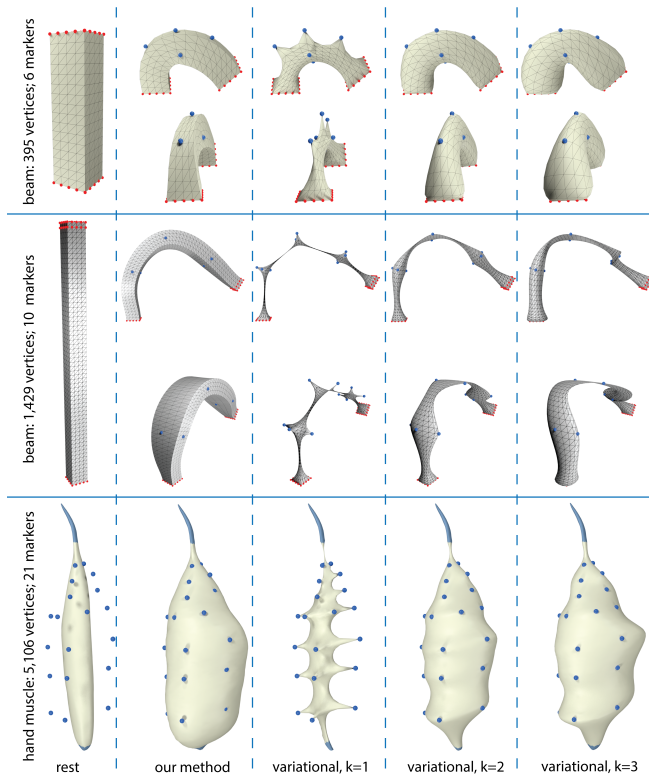 beam: 395 vertices; 6 markers
beam: 1,429 vertices; 10 markers
hand muscle: 5,106 vertices; 21 markers
rest
our method
variational, k=1
variational, k=2
variational, k=3